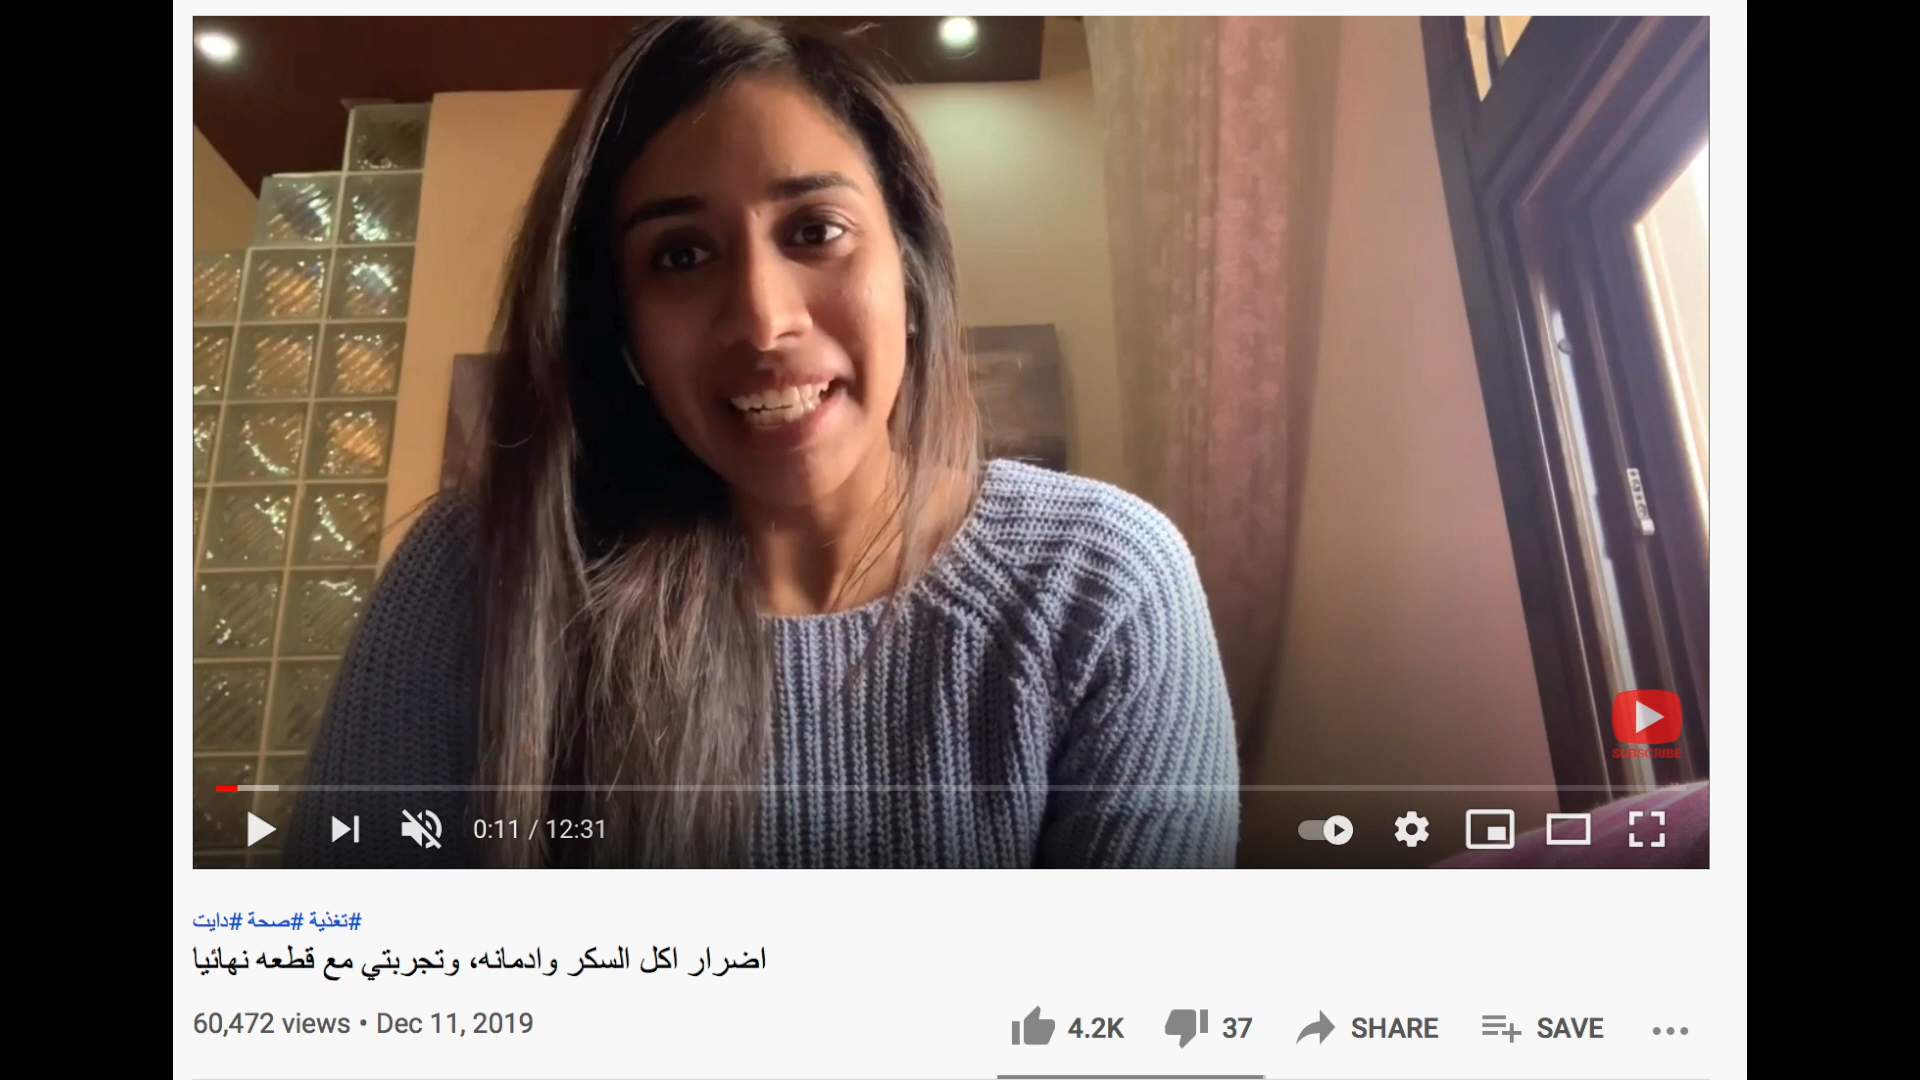 SUBSCRIBE
0:11 / 12:31
#تغذية #صحة #دايت
اضرار اكل السكر وادمانه، وتجربتي مع قطعه نهائيا
60,472 views • Dec 11, 2019
4.2K 37 SHARE SAVE